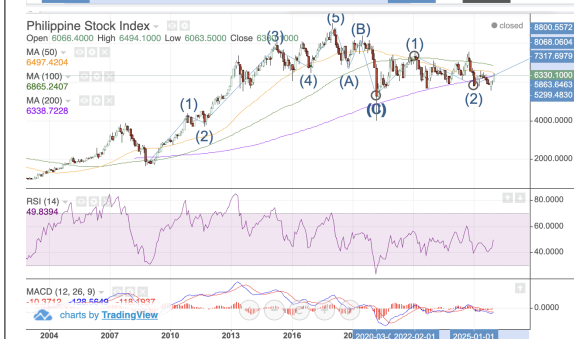 Philippine Stock Index
closed
Open 6066.4000 High 6494.1000 Low 6063.5000 Close
MA (50)
6497.4204
MA (100)
6865.2407
MA (200)
6338.7228
(1)
(2)
(3)
(4)
(5)
(A)
(B)
(C)
(1)
(2)
8800.5572
8068.0604
7317.6979
6330.1000
5863.6463
5299.4830
4000.0000
2000.0000
RSI (14)
49.8394
80.0000
60.0000
40.0000
MACD (12, 26, 9)
-10.3712 -128.5649 -118.1937
0.0000
charts by TradingView
2004 2007 2010 2013 2016 2022-02-01 2025-01-01